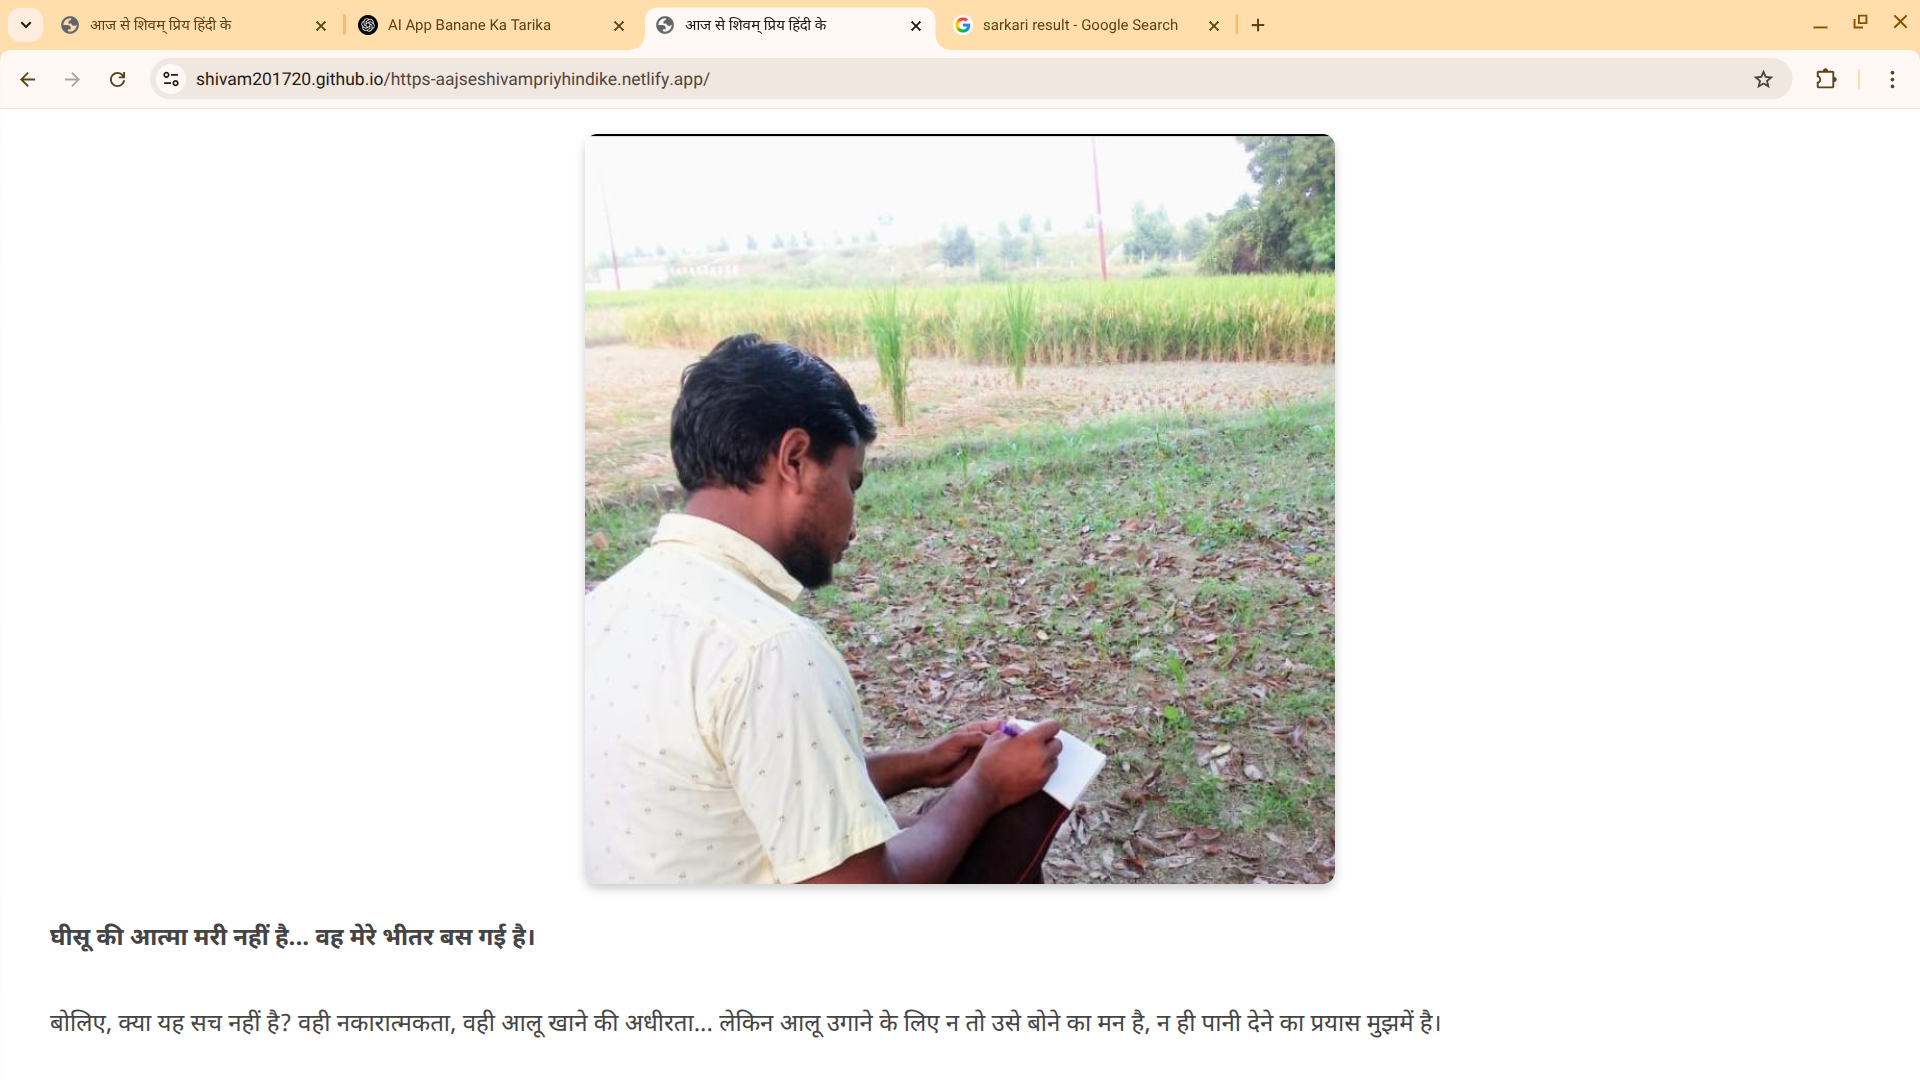 आज से शिवम् प्रिय हिंदी के
AI App Banane Ka Tarika
आज से शिवम् प्रिय हिंदी के
sarkari result - Google Search
shivam201720.github.io/https-aajseshivampriyhindike.netlify.app/
घीसू की आत्मा मरी नहीं है... वह मेरे भीतर बस गई है।
बोलिए, क्या यह सच नहीं है? वही नकारात्मकता, वही आलू खाने की अधीरता... लेकिन आलू उगाने के लिए न तो उसे बोने का मन है, न ही पानी देने का प्रयास मुझमें है।